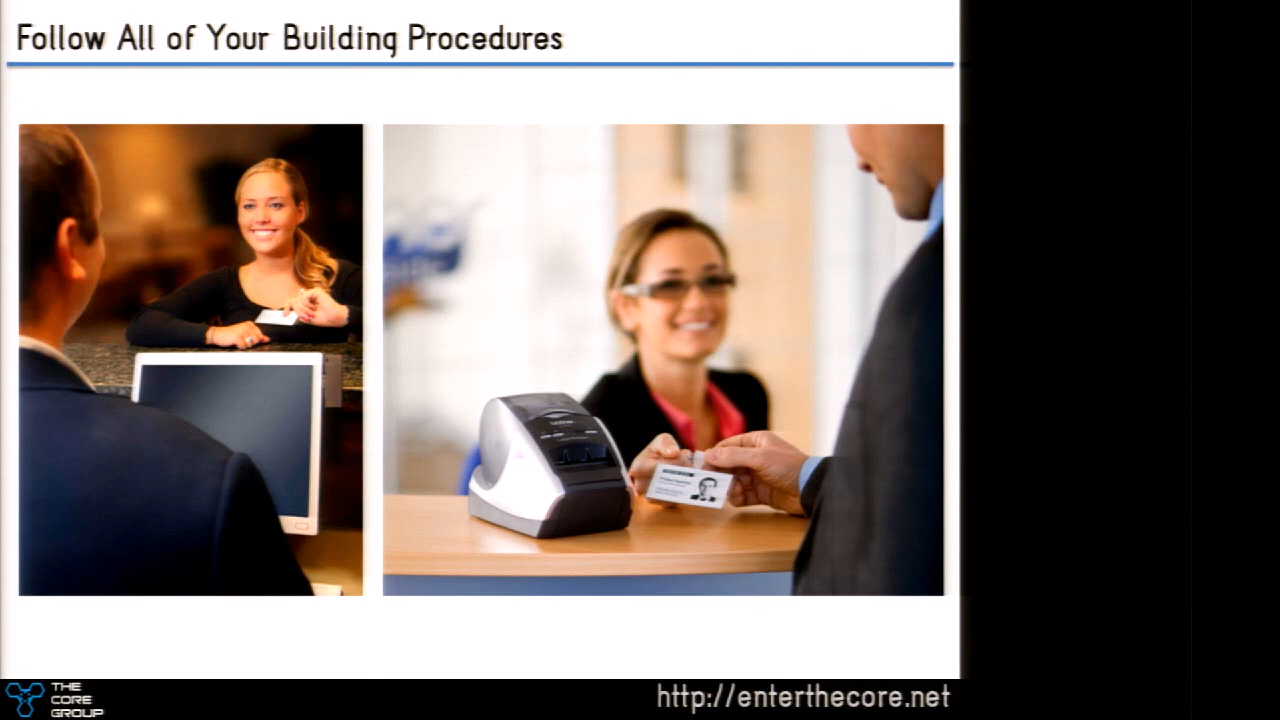 Follow All of Your Building Procedures
THE
CORE
GROUP
http://enterthecore.net